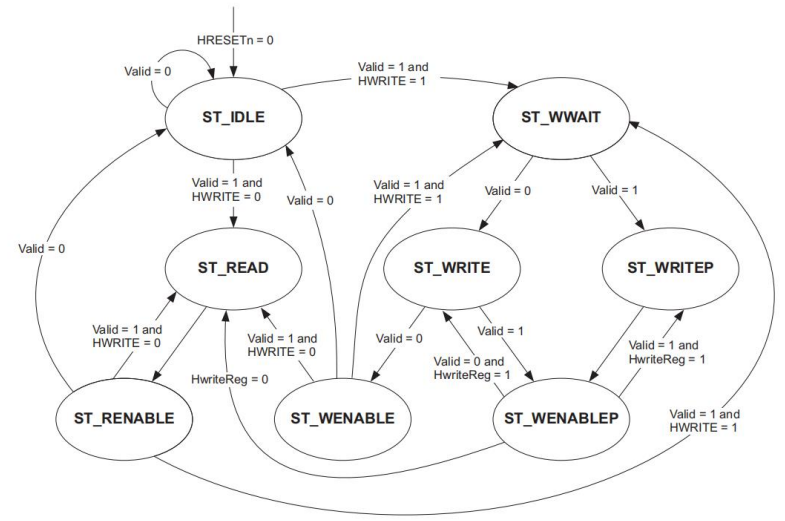 HRESETn = 0
Valid = 0
Valid = 1 and
HWRITE = 1
ST_IDLE
ST_WWAIT
Valid = 1 and
HWRITE = 0
Valid = 0
Valid = 1 and
HWRITE = 1
Valid = 0
Valid = 1
Valid = 0
ST_READ
ST_WRITE
ST_WRITEP
Valid = 1 and
HWRITE = 0
Valid = 1 and
HWRITE = 0
Valid = 0
Valid = 1
Valid = 0 and
HwriteReg = 1
Valid = 1 and
HwriteReg = 1
HwriteReg = 0
ST_RENABLE
ST_WENABLE
ST_WENABLEP
Valid = 1 and
HWRITE = 1